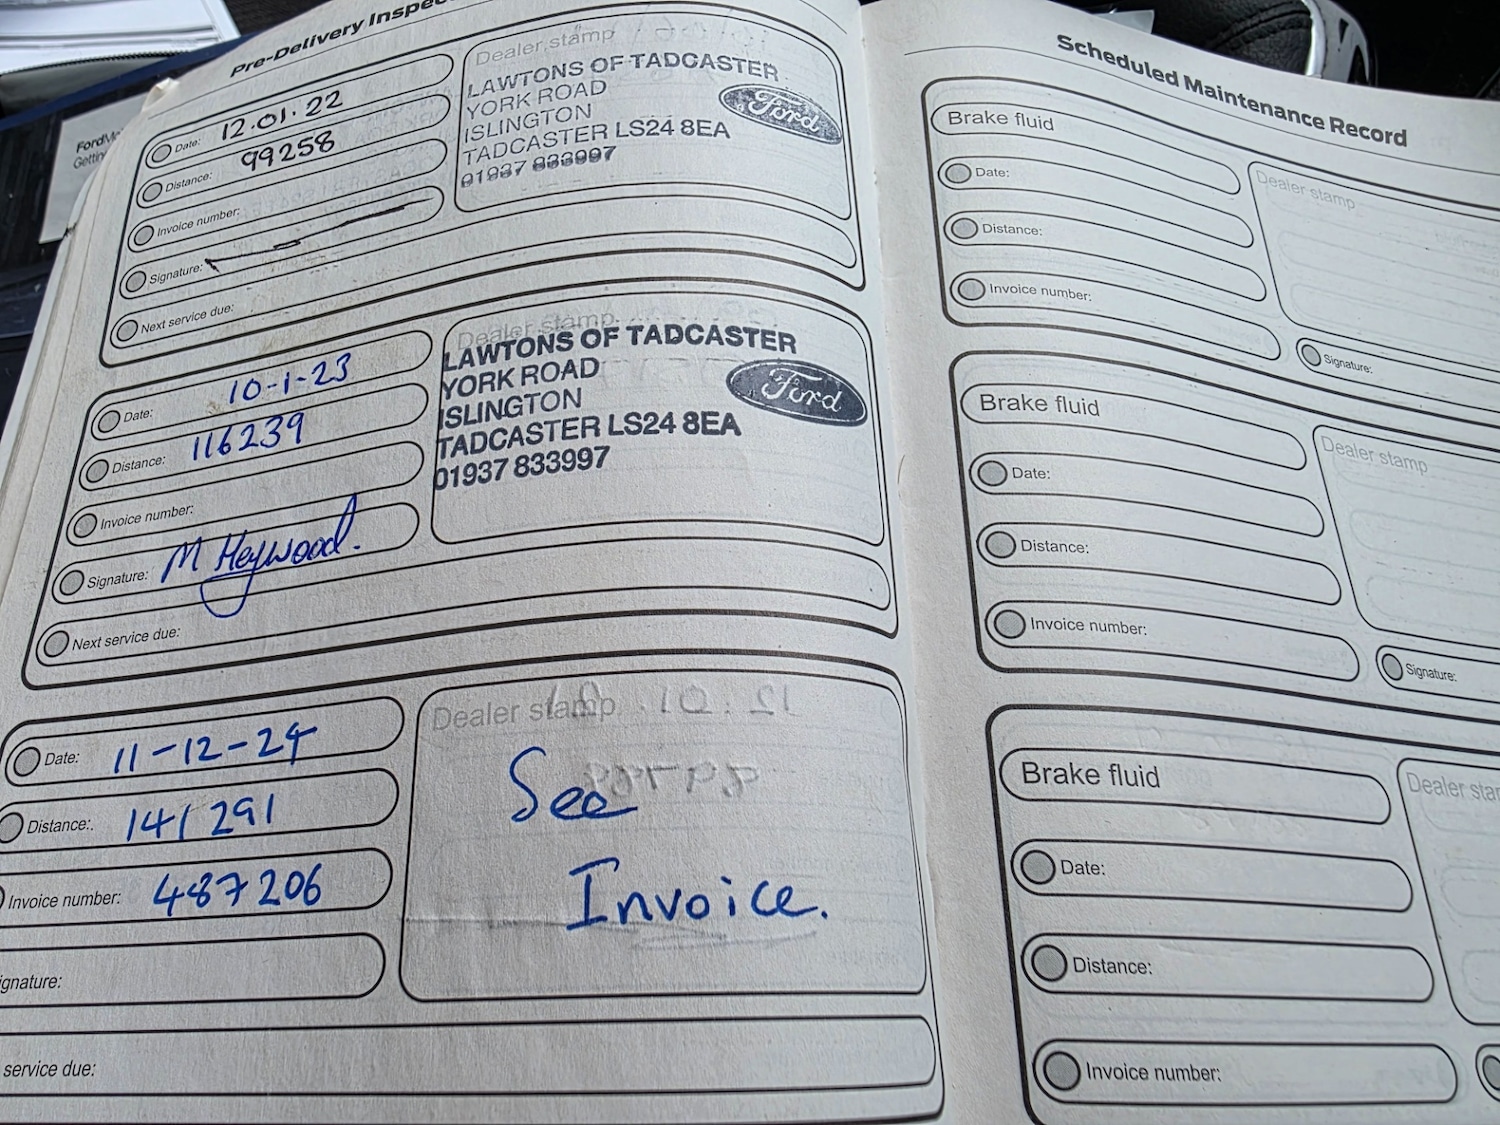 Pre-Delivery Inspec
Date: 12.01.22
Distance: 99258
Invoice number:
Signature:
Next service due:
Dealer stamp
LAWTONS OF TADCASTER
YORK ROAD
ISLINGTON
TADCASTER LS24 8EA
01937 833997
Ford
Date: 10-1-23
Distance: 116239
Invoice number:
Signature: M Heywood.
Next service due:
Dealer stamp
LAWTONS OF TADCASTER
YORK ROAD
ISLINGTON
TADCASTER LS24 8EA
01937 833997
Ford
Date: 11-12-24
Distance: 141291
Invoice number: 487206
ignature:
service due:
Dealer stamp
See
Invoice.
Scheduled Maintenance Record
Brake fluid
Date:
Distance:
Invoice number:
Dealer stamp
Signature:
Brake fluid
Date:
Distance:
Invoice number:
Dealer stamp
Signature:
Brake fluid
Date:
Distance:
Invoice number:
Dealer star